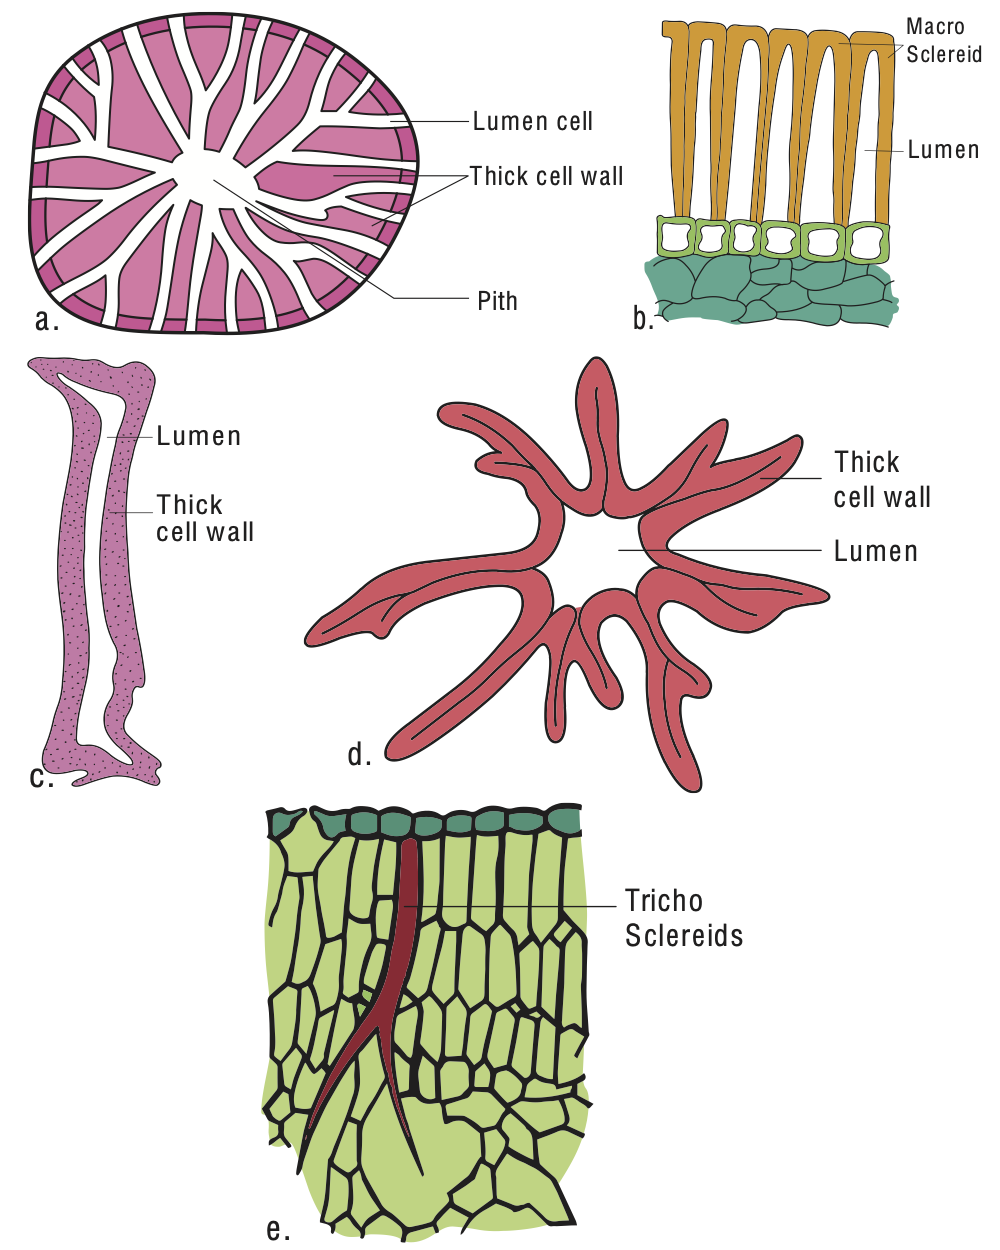 Lumen cell
Thick cell wall
Pith
a.
Macro
Sclereid
Lumen
b.
Lumen
Thick
cell wall
c.
Thick
cell wall
Lumen
d.
Tricho
Sclereids
e.